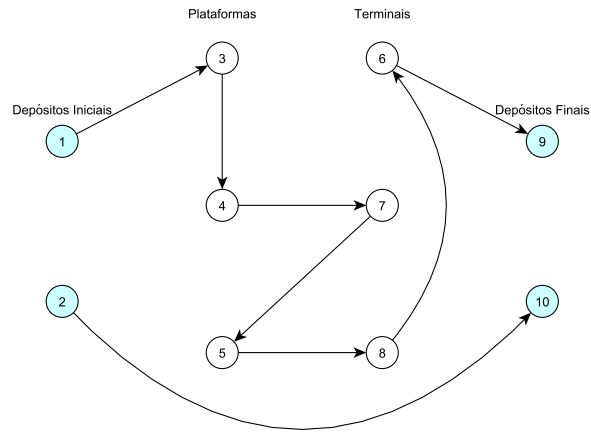 Plataformas
Terminais
3
6
Depósitos Iniciais
Depósitos Finais
1
9
4
7
2
10
5
8